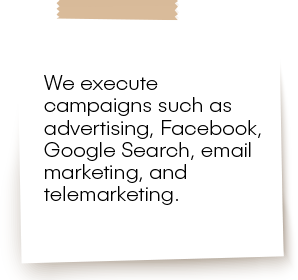 We execute
campaigns such as
advertising, Facebook,
Google Search, email
marketing, and
telemarketing.